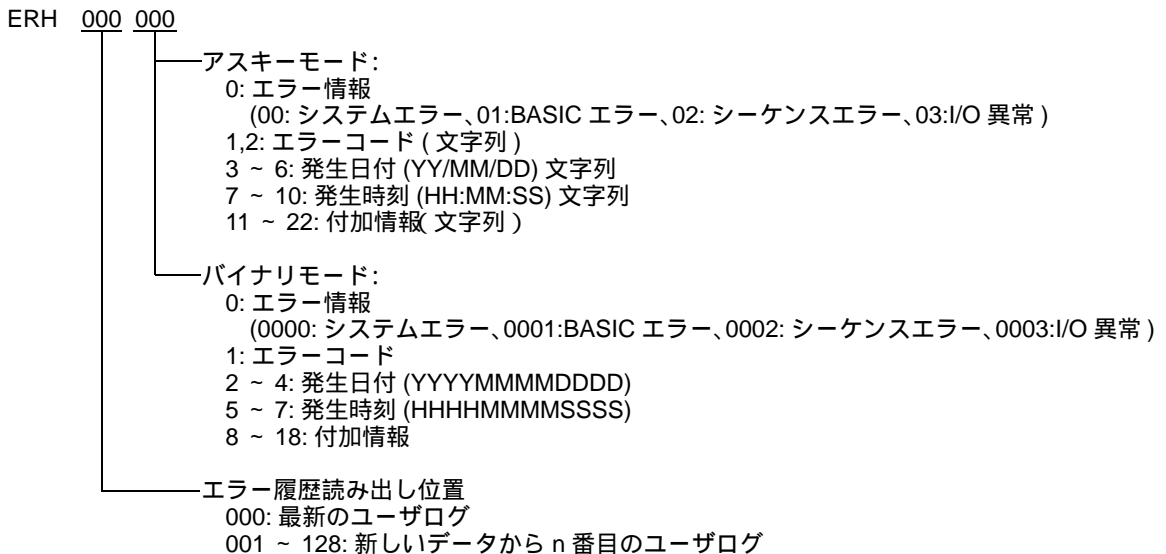 ERH 000 000
アスキーモード:
0: エラー情報
(00: システムエラー、01:BASIC エラー、02: シーケンスエラー、03:I/O 異常 )
1,2: エラーコード ( 文字列 )
3 ~ 6: 発生日付 (YY/MM/DD) 文字列
7 ~ 10: 発生時刻 (HH:MM:SS) 文字列
11 ~ 22: 付加情報( 文字列 )
バイナリモード:
0: エラー情報
(0000: システムエラー、0001:BASIC エラー、0002: シーケンスエラー、0003:I/O 異常 )
1: エラーコード
2 ~ 4: 発生日付 (YYYYMMMMDDDD)
5 ~ 7: 発生時刻 (HHHHMMMMSSSS)
8 ~ 18: 付加情報
エラー履歴読み出し位置
000: 最新のユーザログ
001 ~ 128: 新しいデータから n 番目のユーザログ